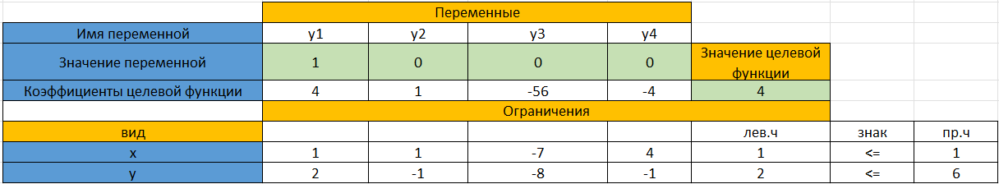 Переменные
Имя переменной y1 y2 y3 y4
Значение переменной 1 0 0 0 Значение целевой
функции
Коэффициенты целевой функции 4 1 -56 -4 4
Ограничения
вид лев.ч знак пр.ч
x 1 1 -7 4 1 <= 1
y 2 -1 -8 -1 2 <= 6